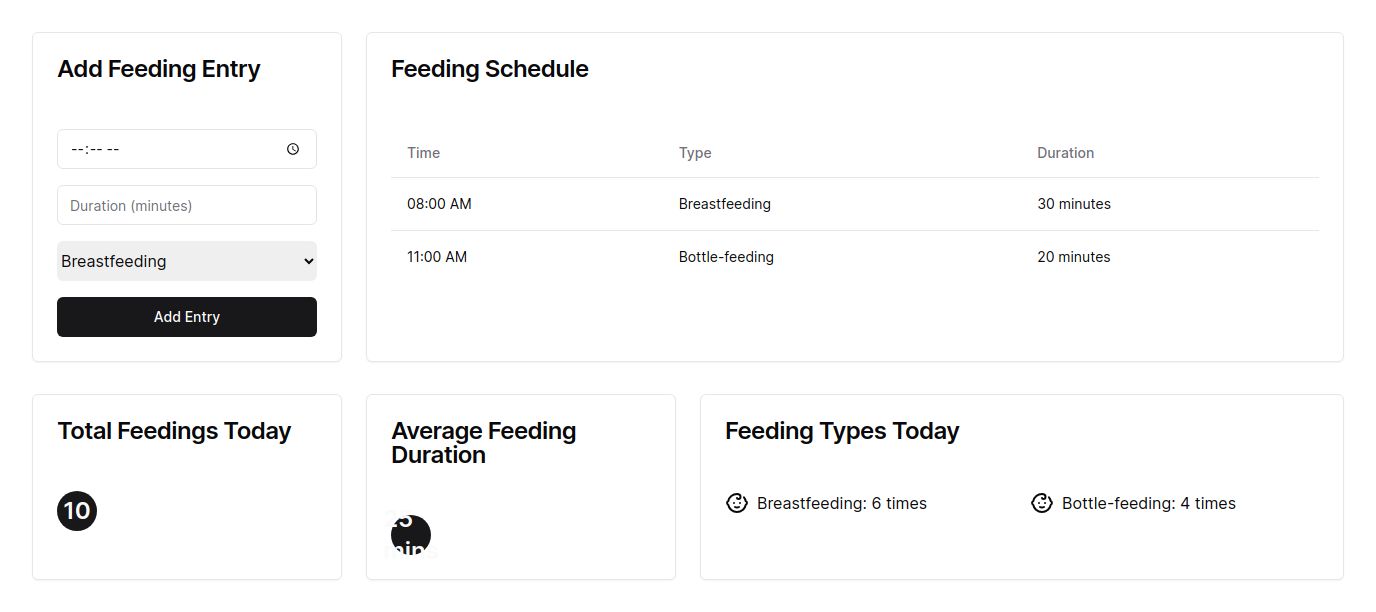 Add Feeding Entry
--:-- --
Duration (minutes)
Breastfeeding
Add Entry
Feeding Schedule
Time Type Duration
08:00 AM Breastfeeding 30 minutes
11:00 AM Bottle-feeding 20 minutes
Total Feedings Today
10
Average Feeding
Duration
25
mins
Feeding Types Today
Breastfeeding: 6 times Bottle-feeding: 4 times